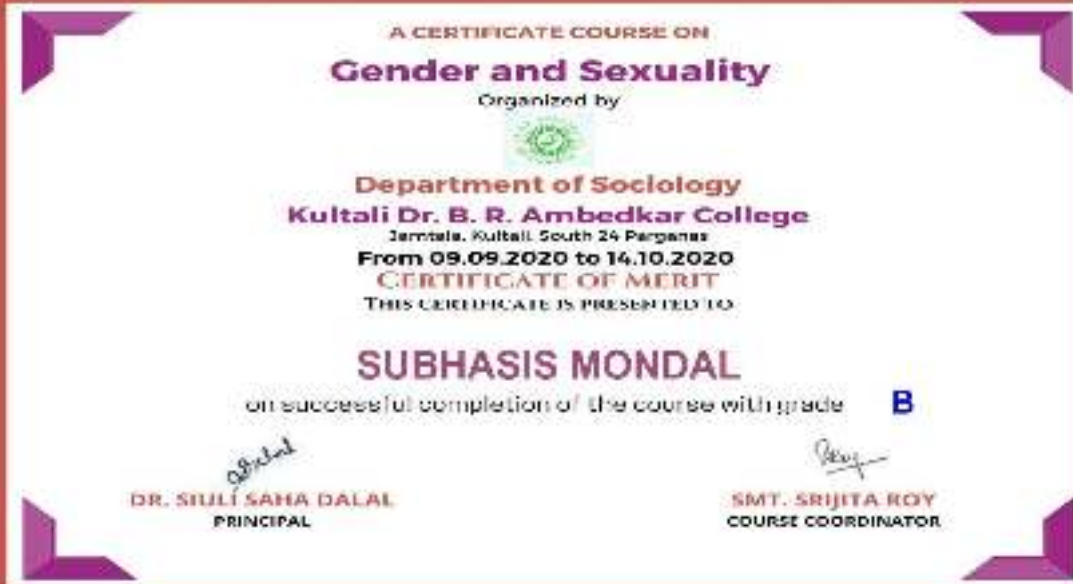 A CERTIFICATE COURSE ON
Gender and Sexuality
Organized by
Department of Sociology
Kultali Dr. B. R. Ambedkar College
Jamtala, Kultali, South 24 Parganas
From 09.09.2020 to 14.10.2020
CERTIFICATE OF MERIT
THIS CERTIFICATE IS PRESENTED TO
SUBHASIS MONDAL
on successful completion of the course with grade B
DR. SIULI SAHA DALAL
PRINCIPAL
SMT. SRIJITA ROY
COURSE COORDINATOR